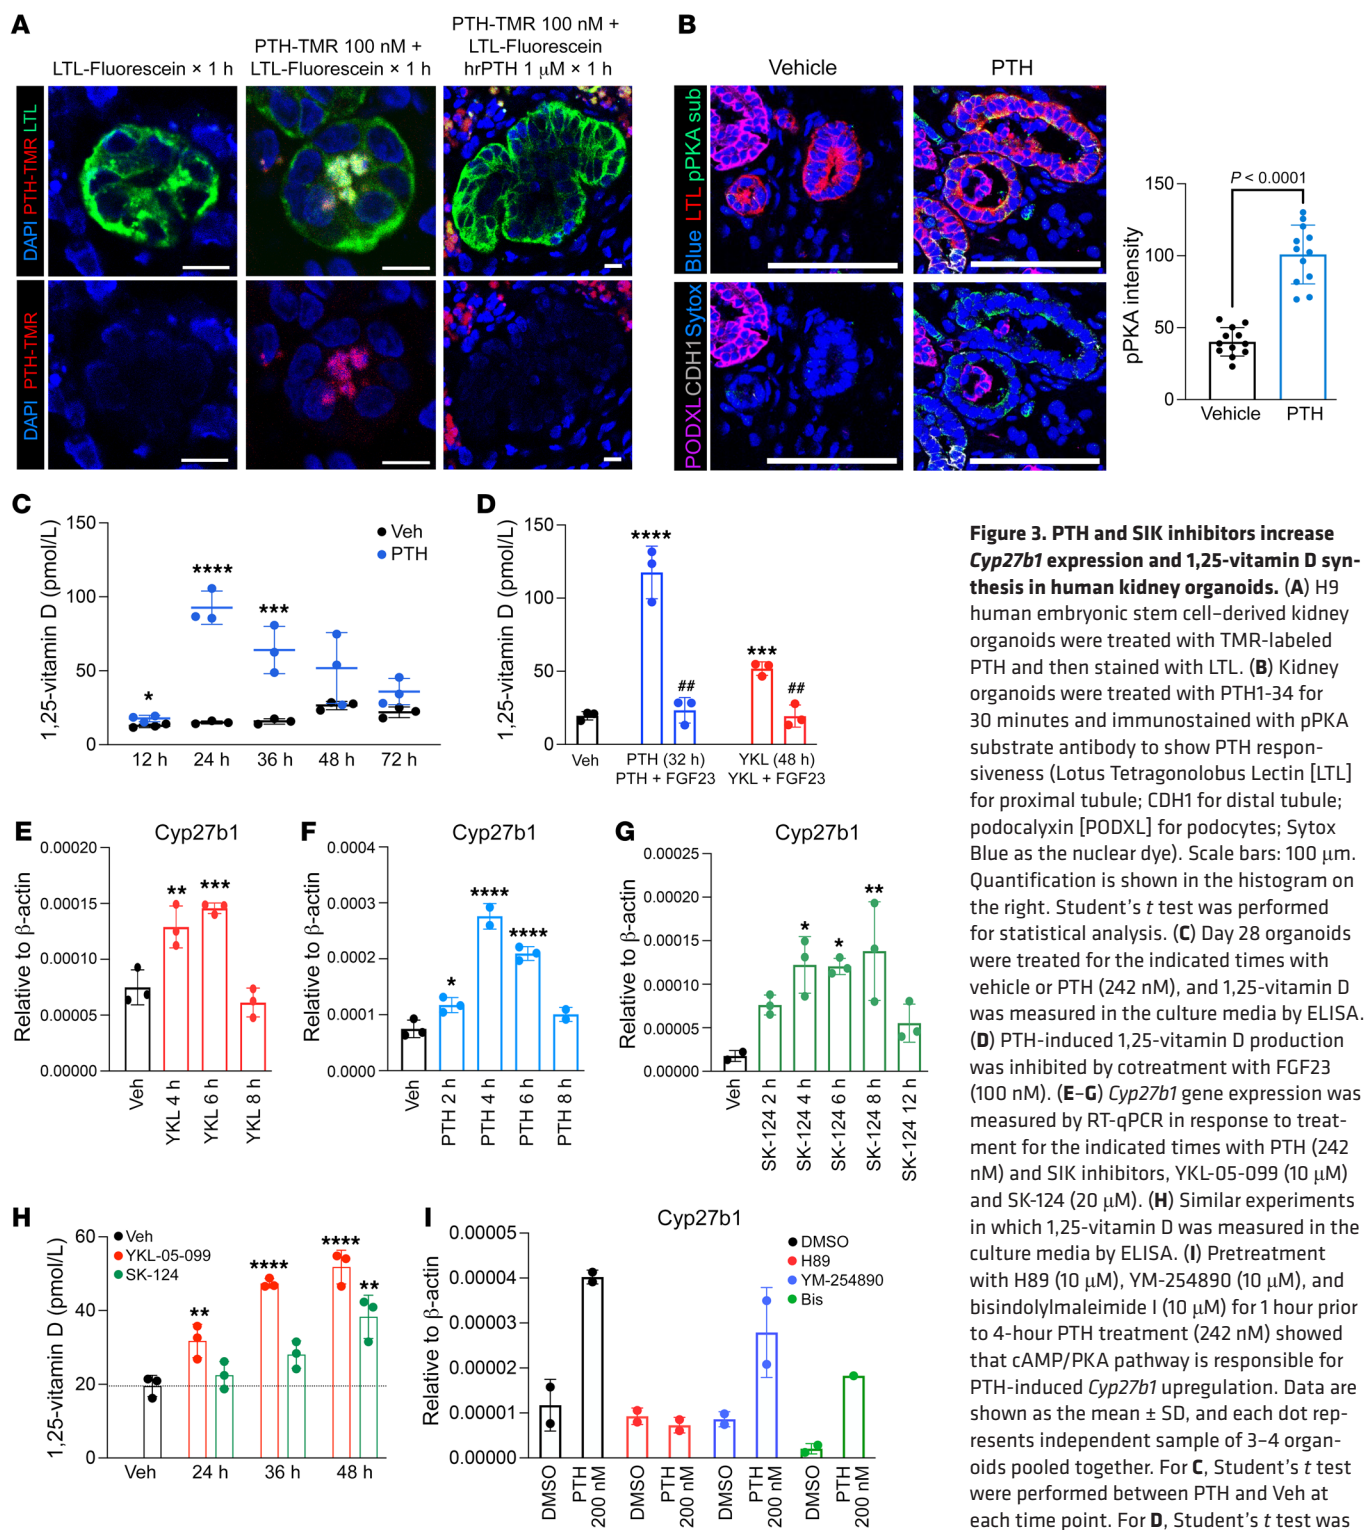 A
LTL-Fluorescein × 1 h
PTH-TMR 100 nM +
LTL-Fluorescein × 1 h
PTH-TMR 100 nM +
LTL-Fluorescein
hrPTH 1 μM × 1 h
DAPI PTH-TMR LTL
DAPI PTH-TMR
B
Vehicle
PTH
Blue LTL pPKA sub
PODXL CDH1 Sytox
pPKA intensity
150
100
50
0
P < 0.0001
Vehicle
PTH
C
1,25-vitamin D (pmol/L)
150
100
50
0
Veh
PTH
*
****
***
12 h
24 h
36 h
48 h
72 h
D
1,25-vitamin D (pmol/L)
150
100
50
0
****
##
***
##
Veh
PTH (32 h)
PTH + FGF23
YKL (48 h)
YKL + FGF23
E
Cyp27b1
Relative to β-actin
0.00020
0.00015
0.00010
0.00005
0.00000
**
***
Veh
YKL 4 h
YKL 6 h
YKL 8 h
F
Cyp27b1
Relative to β-actin
0.0004
0.0003
0.0002
0.0001
0.0000
*
****
****
Veh
PTH 2 h
PTH 4 h
PTH 6 h
PTH 8 h
G
Cyp27b1
Relative to β-actin
0.00025
0.00020
0.00015
0.00010
0.00005
0.00000
*
*
**
Veh
SK-124 2 h
SK-124 4 h
SK-124 6 h
SK-124 8 h
SK-124 12 h
H
1,25-vitamin D (pmol/L)
60
40
20
0
Veh
YKL-05-099
SK-124
**
****
****
**
Veh
24 h
36 h
48 h
I
Cyp27b1
Relative to β-actin
0.00005
0.00004
0.00003
0.00002
0.00001
0.00000
DMSO
H89
YM-254890
Bis
DMSO
PTH
200 nM
DMSO
PTH
200 nM
DMSO
PTH
200 nM
DMSO
PTH
200 nM
Figure 3. PTH and SIK inhibitors increase
Cyp27b1 expression and 1,25-vitamin D syn-
thesis in human kidney organoids. (A) H9
human embryonic stem cell–derived kidney
organoids were treated with TMR-labeled
PTH and then stained with LTL. (B) Kidney
organoids were treated with PTH1-34 for
30 minutes and immunostained with pPKA
substrate antibody to show PTH respon-
siveness (Lotus Tetragonolobus Lectin [LTL]
for proximal tubule; CDH1 for distal tubule;
podocalyxin [PODXL] for podocytes; Sytox
Blue as the nuclear dye). Scale bars: 100 μm.
Quantification is shown in the histogram on
the right. Student's t test was performed
for statistical analysis. (C) Day 28 organoids
were treated for the indicated times with
vehicle or PTH (242 nM), and 1,25-vitamin D
was measured in the culture media by ELISA.
(D) PTH-induced 1,25-vitamin D production
was inhibited by cotreatment with FGF23
(100 nM). (E–G) Cyp27b1 gene expression was
measured by RT-qPCR in response to treat-
ment for the indicated times with PTH (242
nM) and SIK inhibitors, YKL-05-099 (10 μM)
and SK-124 (20 μM). (H) Similar experiments
in which 1,25-vitamin D was measured in the
culture media by ELISA. (I) Pretreatment
with H89 (10 μM), YM-254890 (10 μM), and
bisindolylmaleimide I (10 μM) for 1 hour prior
to 4-hour PTH treatment (242 nM) showed
that cAMP/PKA pathway is responsible for
PTH-induced Cyp27b1 upregulation. Data are
shown as the mean ± SD, and each dot rep-
resents independent sample of 3–4 organ-
oids pooled together. For C, Student's t test
were performed between PTH and Veh at
each time point. For D, Student's t test was